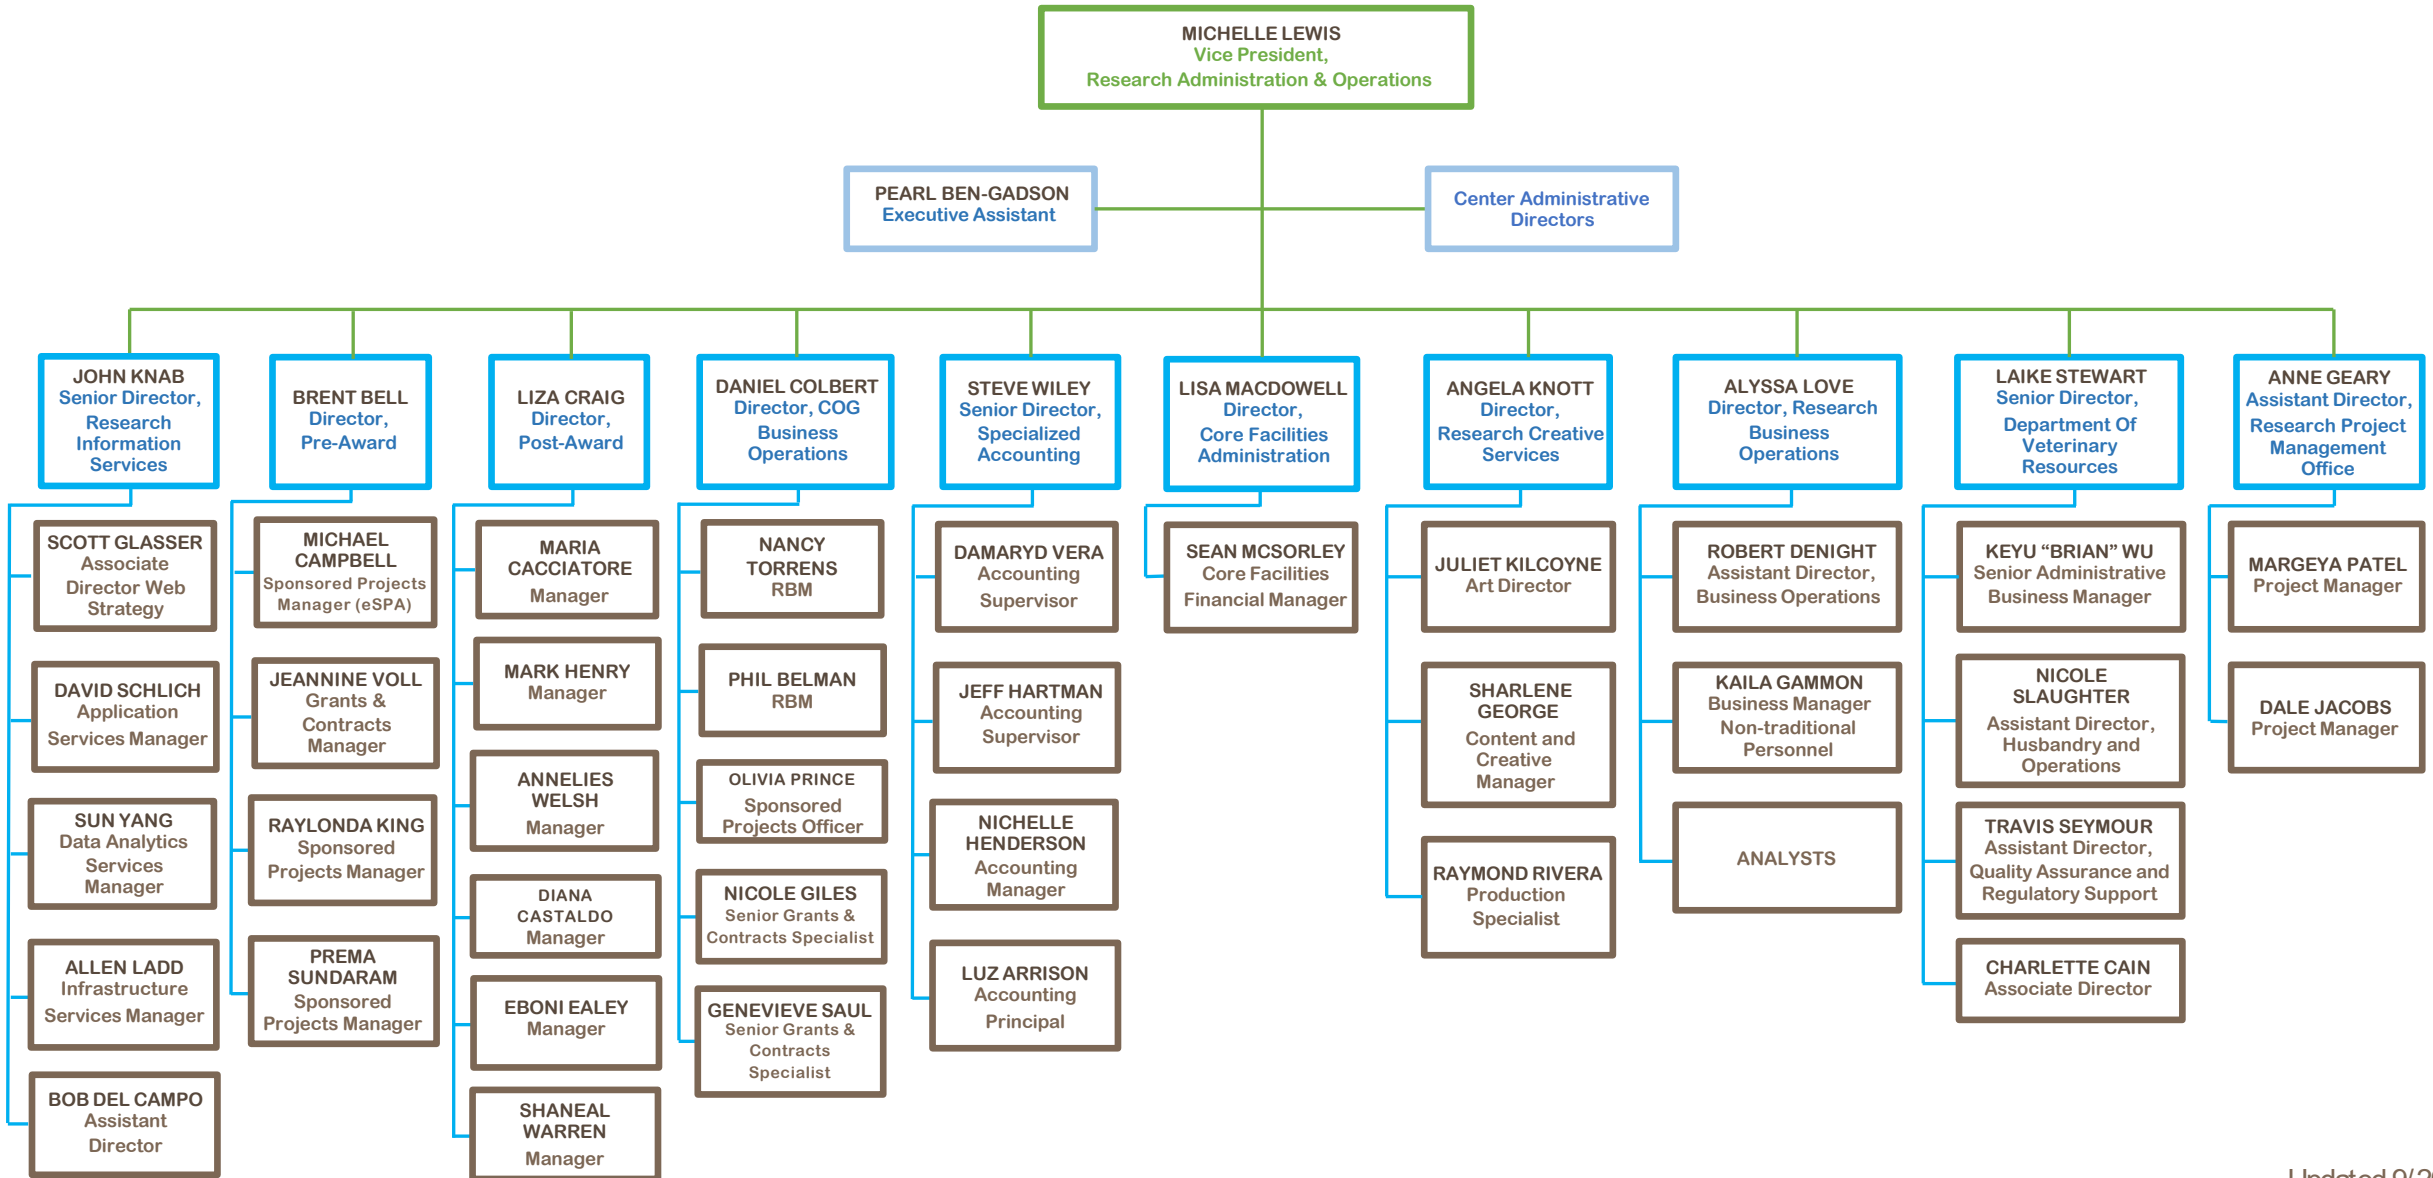 MICHELLE LEWIS
Vice President,
Research Administration & Operations
PEARL BEN-GADSON
Executive Assistant
Center Administrative
Directors
JOHN KNAB
Senior Director,
Research
Information
Services
BRENT BELL
Director,
Pre-Award
LIZA CRAIG
Director,
Post-Award
DANIEL COLBERT
Director, COG
Business
Operations
STEVE WILEY
Senior Director,
Specialized
Accounting
LISA MACDOWELL
Director,
Core Facilities
Administration
ANGELA KNOTT
Director,
Research Creative
Services
ALYSSA LOVE
Director, Research
Business
Operations
LAIKE STEWART
Senior Director,
Department Of
Veterinary
Resources
ANNE GEARY
Assistant Director,
Research Project
Management
Office
SCOTT GLASSER
Associate
Director Web
Strategy
DAVID SCHLICH
Application
Services Manager
SUN YANG
Data Analytics
Services
Manager
ALLEN LADD
Infrastructure
Services Manager
BOB DEL CAMPO
Assistant
Director
MICHAEL
CAMPBELL
Sponsored Projects
Manager (eSPA)
JEANNINE VOLL
Grants &
Contracts
Manager
RAYLONDA KING
Sponsored
Projects Manager
PREMA
SUNDARAM
Sponsored
Projects Manager
MARIA
CACCIATORE
Manager
MARK HENRY
Manager
ANNELIES
WELSH
Manager
DIANA
CASTALDO
Manager
EBONI EALEY
Manager
SHANEAL
WARREN
Manager
NANCY
TORRENS
RBM
PHIL BELMAN
RBM
OLIVIA PRINCE
Sponsored
Projects Officer
NICOLE GILES
Senior Grants &
Contracts Specialist
GENEVIEVE SAUL
Senior Grants &
Contracts
Specialist
DAMARYD VERA
Accounting
Supervisor
JEFF HARTMAN
Accounting
Supervisor
NICHELLE
HENDERSON
Accounting
Manager
LUZ ARRISON
Accounting
Principal
SEAN MCSORLEY
Core Facilities
Financial Manager
JULIET KILCOYNE
Art Director
SHARLENE
GEORGE
Content and
Creative
Manager
RAYMOND RIVERA
Production
Specialist
ROBERT DENIGHT
Assistant Director,
Business Operations
KAILA GAMMON
Business Manager
Non-traditional
Personnel
ANALYSTS
KEYU “BRIAN” WU
Senior Administrative
Business Manager
NICOLE
SLAUGHTER
Assistant Director,
Husbandry and
Operations
TRAVIS SEYMOUR
Assistant Director,
Quality Assurance and
Regulatory Support
CHARLETTE CAIN
Associate Director
MARGEYA PATEL
Project Manager
DALE JACOBS
Project Manager
Updated